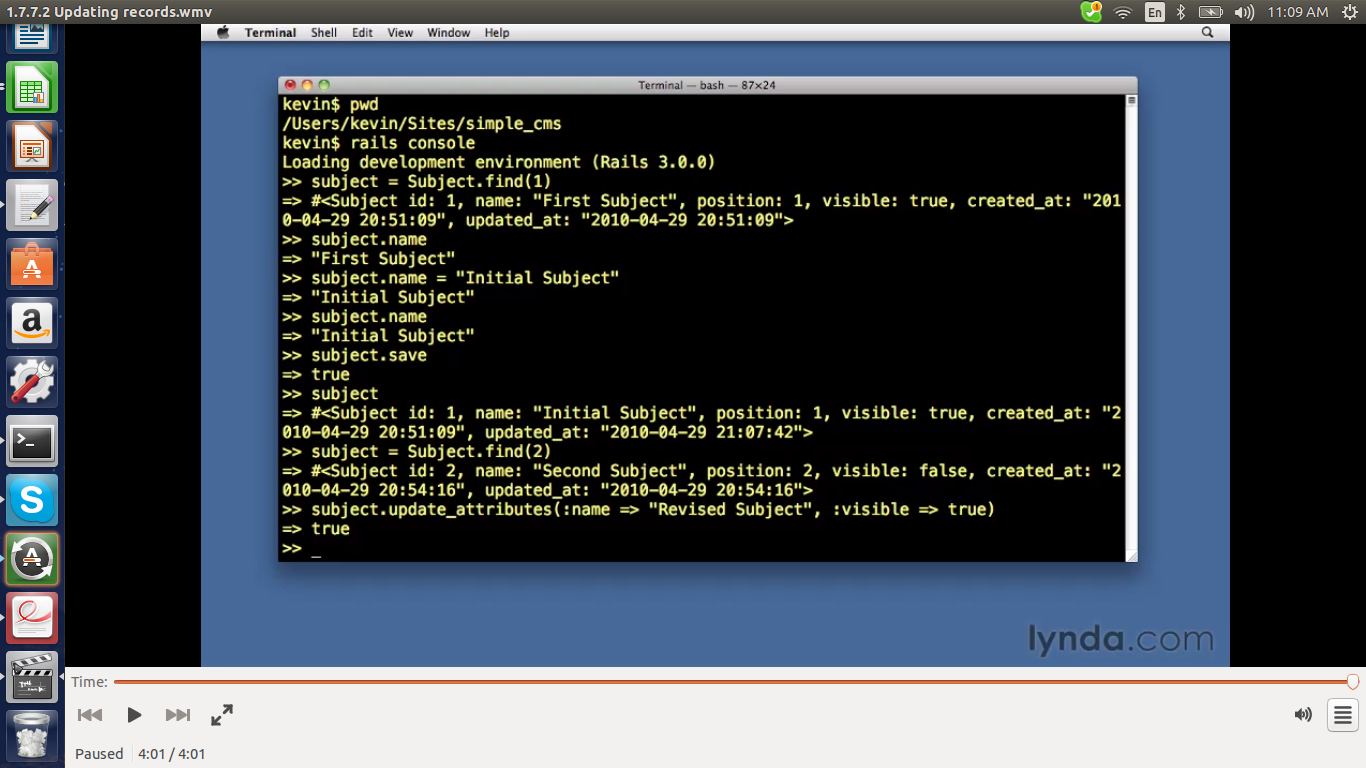 1.7.7.2 Updating records.wmv
En
11:09 AM
Terminal Shell Edit View Window Help
Terminal — bash — 87×24
kevin$ pwd
/Users/kevin/Sites/simple_cms
kevin$ rails console
Loading development environment (Rails 3.0.0)
>> subject = Subject.find(1)
=> #<Subject id: 1, name: "First Subject", position: 1, visible: true, created_at: "201
0-04-29 20:51:09", updated_at: "2010-04-29 20:51:09">
>> subject.name
=> "First Subject"
>> subject.name = "Initial Subject"
=> "Initial Subject"
>> subject.name
=> "Initial Subject"
>> subject.save
=> true
>> subject
=> #<Subject id: 1, name: "Initial Subject", position: 1, visible: true, created_at: "2
010-04-29 20:51:09", updated_at: "2010-04-29 21:07:42">
>> subject = Subject.find(2)
=> #<Subject id: 2, name: "Second Subject", position: 2, visible: false, created_at: "2
010-04-29 20:54:16", updated_at: "2010-04-29 20:54:16">
>> subject.update_attributes(:name => "Revised Subject", :visible => true)
=> true
>> _
lynda.com
Time:
Paused 4:01 / 4:01